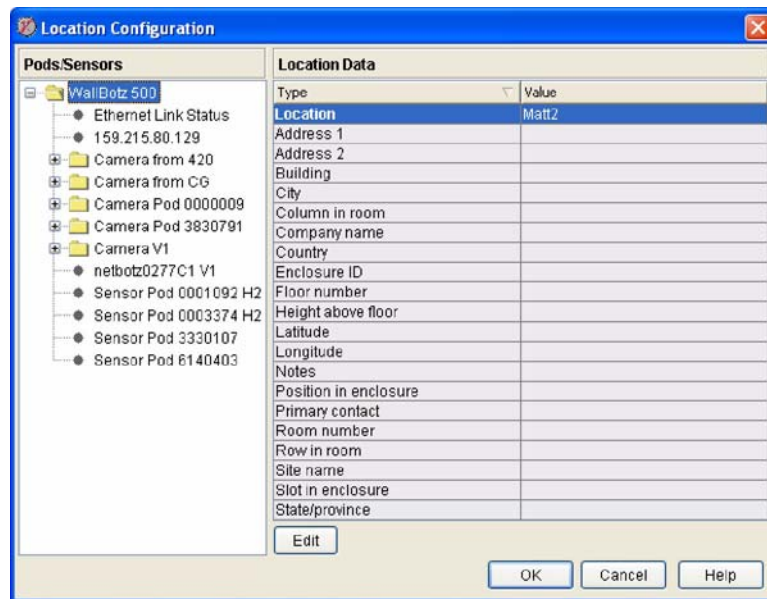 Location Configuration
Pods/Sensors
WallBotz 500
Ethernet Link Status
159.215.80.129
Camera from 420
Camera from CG
Camera Pod 0000009
Camera Pod 3830791
Camera V1
netbotz0277C1 V1
Sensor Pod 0001092 H2
Sensor Pod 0003374 H2
Sensor Pod 3330107
Sensor Pod 6140403
Location Data
Type Value
Location Matt2
Address 1
Address 2
Building
City
Column in room
Company name
Country
Enclosure ID
Floor number
Height above floor
Latitude
Longitude
Notes
Position in enclosure
Primary contact
Room number
Row in room
Site name
Slot in enclosure
State/province
Edit
OK Cancel Help